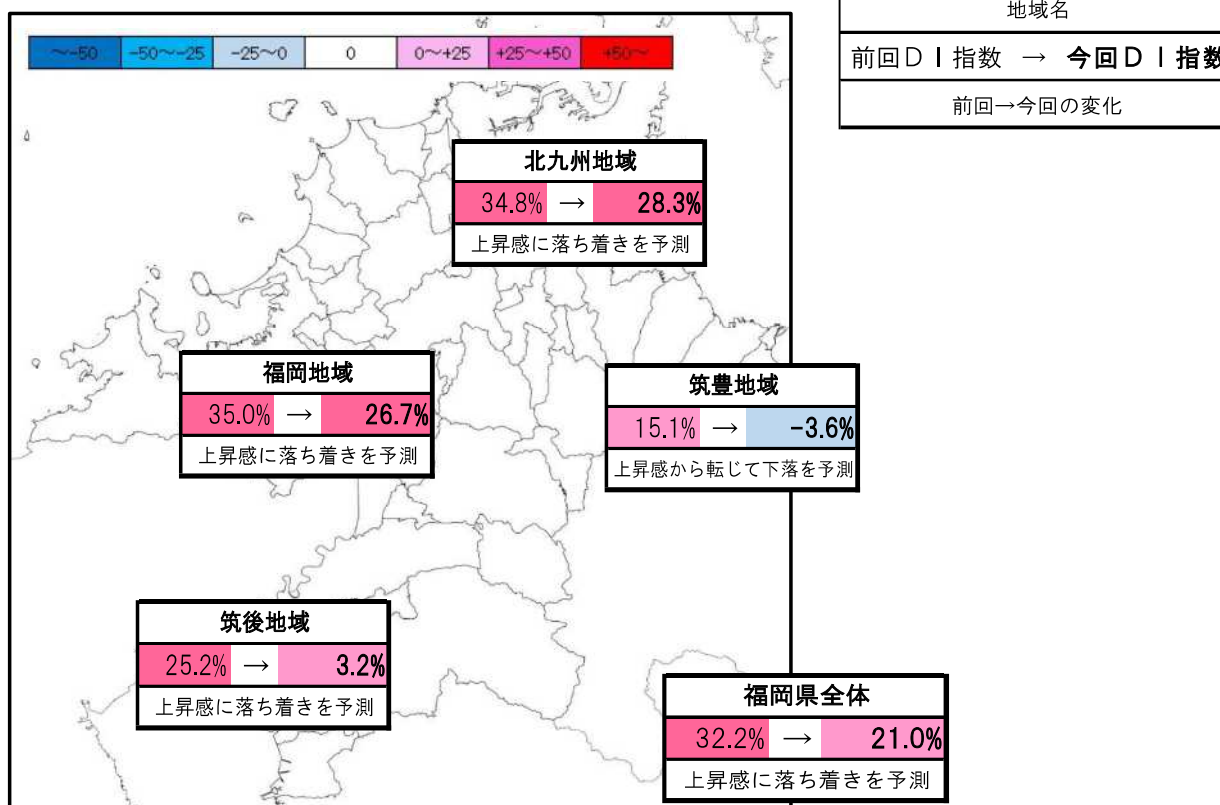 地域名
前回DI指数 → 今回DI指数
前回→今回の変化
~-50 -50~-25 -25~0 0 0~+25 +25~+50 +50~
北九州地域
34.8% → 28.3%
上昇感に落ち着きを予測
福岡地域
35.0% → 26.7%
上昇感に落ち着きを予測
筑豊地域
15.1% → -3.6%
上昇感から転じて下落を予測
筑後地域
25.2% → 3.2%
上昇感に落ち着きを予測
福岡県全体
32.2% → 21.0%
上昇感に落ち着きを予測